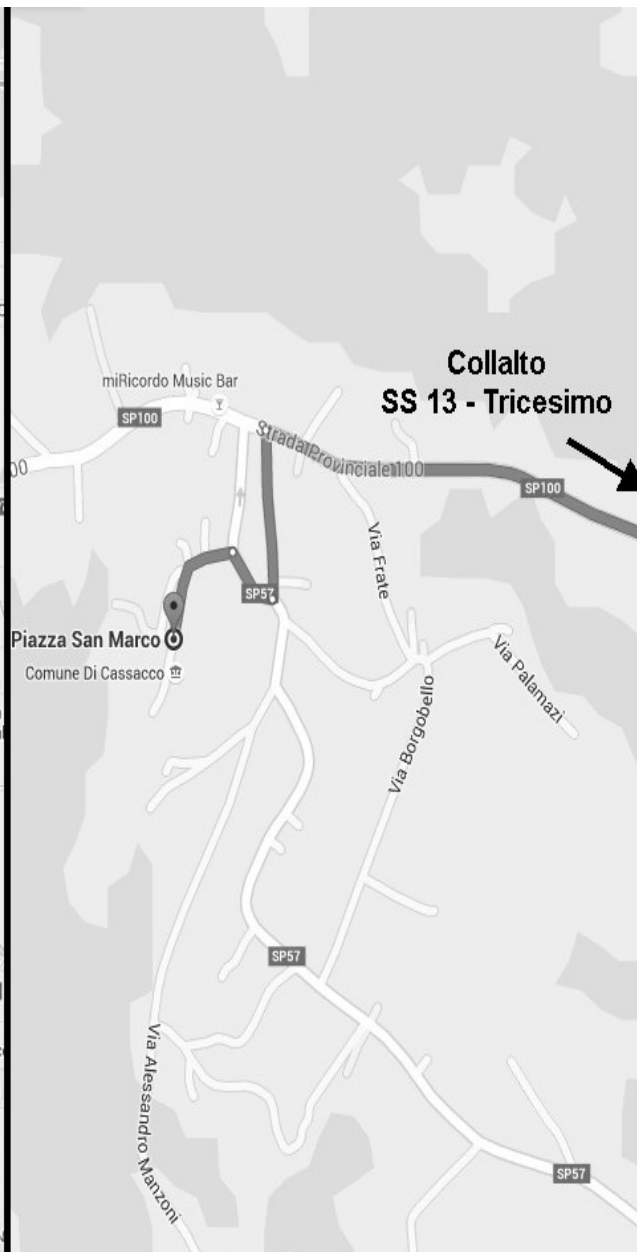 Collalto
SS 13 - Tricesimo
miRicordo Music Bar
SP100
Strada Provinciale 100
00
SP100
Via Frate
SP57
Piazza San Marco
Comune Di Cassacco
Via Palamazi
Via Borgobello
SP57
Via Alessandro Manzoni
SP57